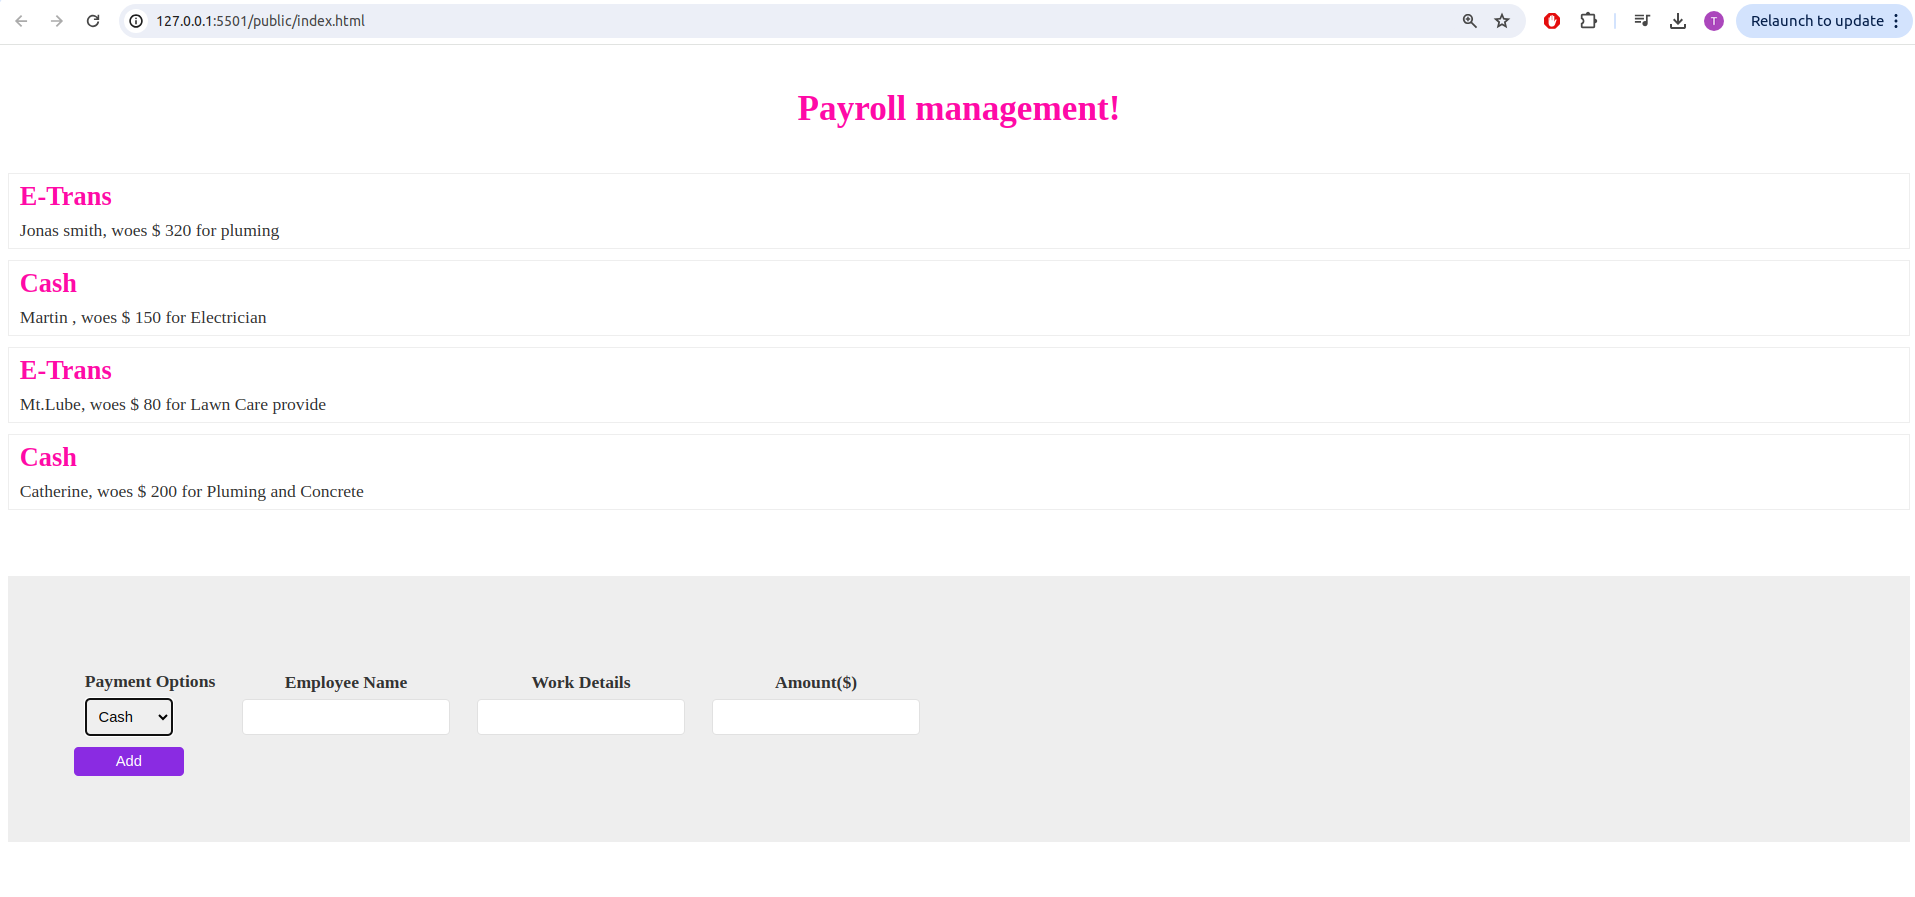 127.0.0.1:5501/public/index.html
T
Relaunch to update
Payroll management!
E-Trans
Jonas smith, woes $ 320 for pluming
Cash
Martin , woes $ 150 for Electrician
E-Trans
Mt.Lube, woes $ 80 for Lawn Care provide
Cash
Catherine, woes $ 200 for Pluming and Concrete
Payment Options Employee Name Work Details Amount($)
Cash
Add